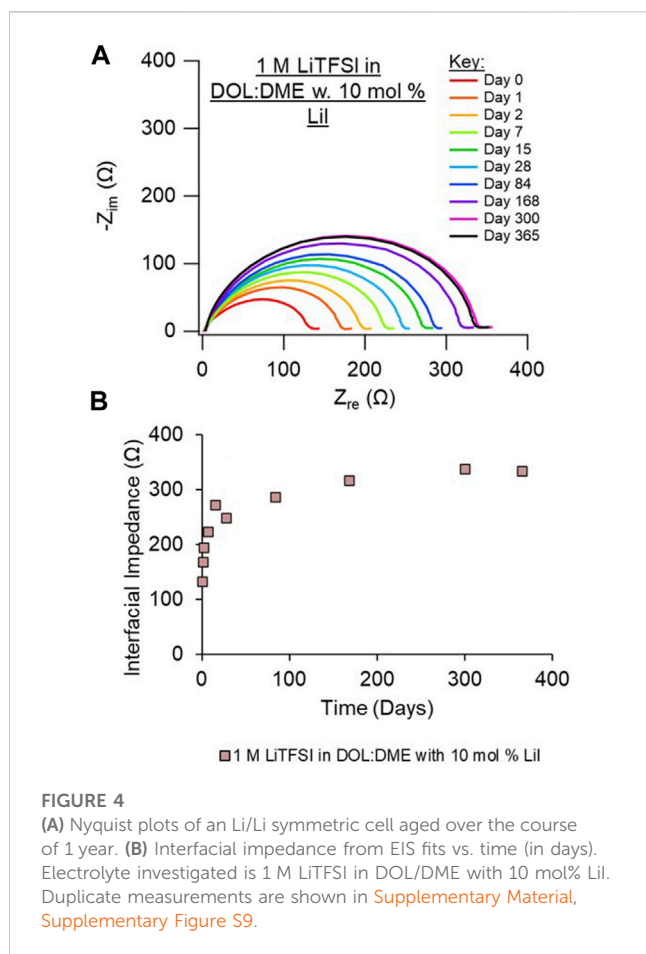 A
1 M LiTFSI in
DOL:DME w. 10 mol %
LiI
Key:
Day 0
Day 1
Day 2
Day 7
Day 15
Day 28
Day 84
Day 168
Day 300
Day 365
400
300
200
100
0
-Zim (Ω)
0 100 200 300 400
Zre (Ω)
B
400
300
200
100
0
Interfacial Impedance (Ω)
0 100 200 300 400
Time (Days)
1 M LiTFSI in DOL:DME with 10 mol % LiI
FIGURE 4
(A) Nyquist plots of an Li/Li symmetric cell aged over the course
of 1 year. (B) Interfacial impedance from EIS fits vs. time (in days).
Electrolyte investigated is 1 M LiTFSI in DOL/DME with 10 mol% LiI.
Duplicate measurements are shown in Supplementary Material,
Supplementary Figure S9.